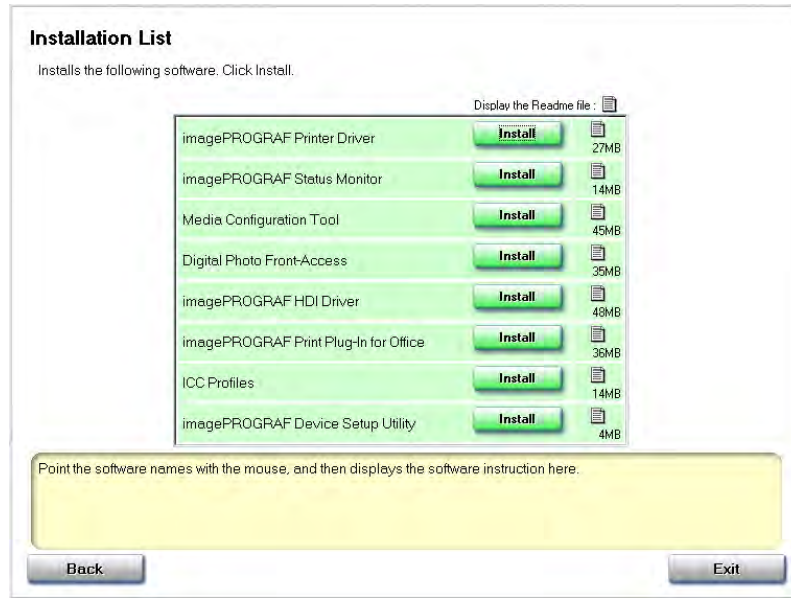 Installation List
Installs the following software. Click Install.
Display the Readme file :
imagePROGRAF Printer Driver Install 27MB
imagePROGRAF Status Monitor Install 14MB
Media Configuration Tool Install 45MB
Digital Photo Front-Access Install 35MB
imagePROGRAF HDI Driver Install 48MB
imagePROGRAF Print Plug-In for Office Install 36MB
ICC Profiles Install 14MB
imagePROGRAF Device Setup Utility Install 4MB
Point the software names with the mouse, and then displays the software instruction here.
Back Exit